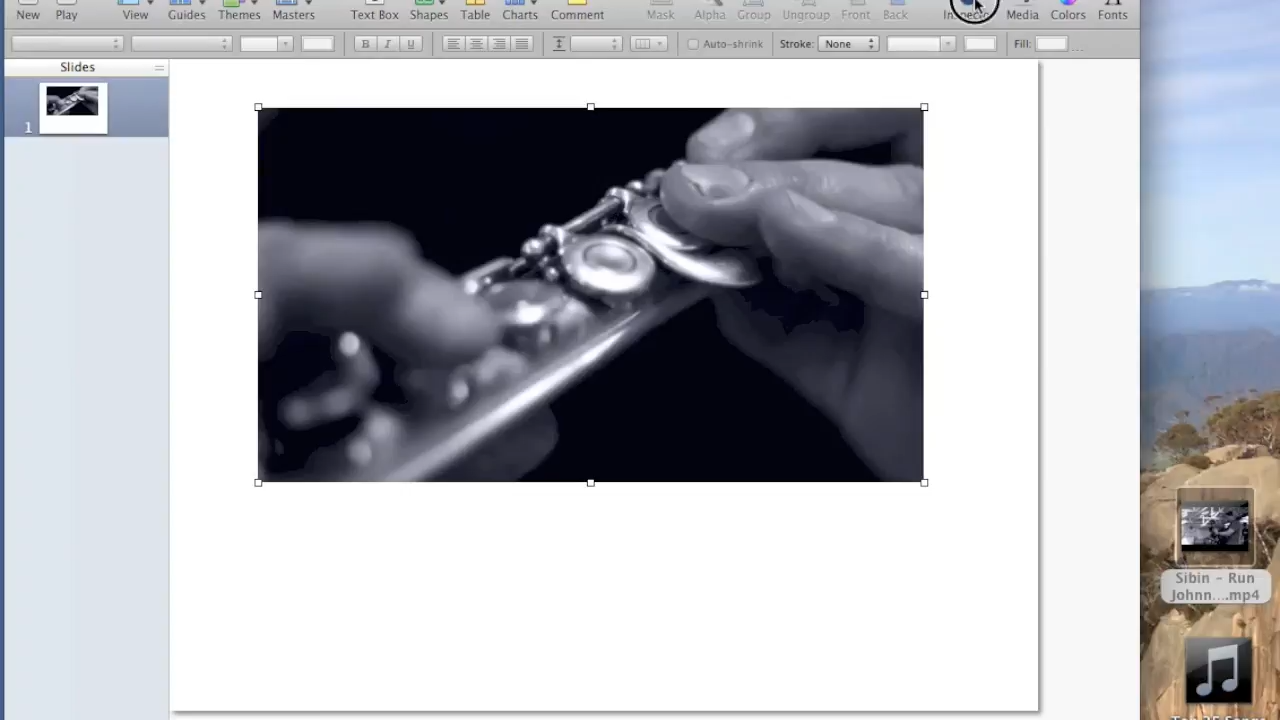 New Play View Guides Themes Masters Text Box Shapes Table Charts Comment Mask Alpha Group Ungroup Front Back Inspector Media Colors Fonts
B I U Auto-shrink Stroke: None Fill:
Slides
1
Sibin - Run
Johnn...mp4